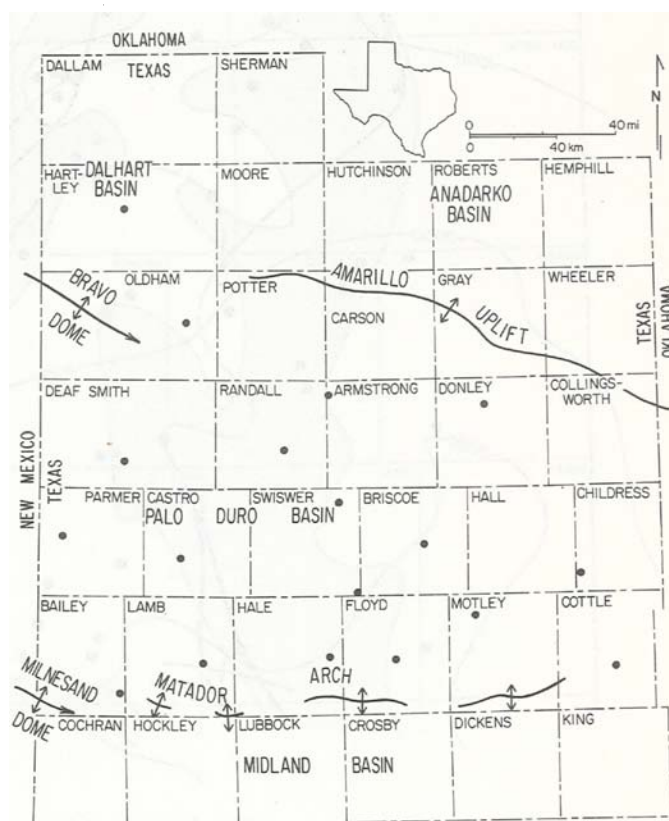 OKLAHOMA
DALLAM TEXAS SHERMAN
N
0 40 mi
0 40 km
HART-
LEY DALHART
BASIN
MOORE HUTCHINSON ROBERTS HEMPHILL
ANADARKO
BASIN
BRAVO
DOME
OLDHAM POTTER AMARILLO GRAY WHEELER
UPLIFT
CARSON
TEXAS
OKLAHOMA
DEAF SMITH RANDALL ARMSTRONG DONLEY COLLINGS-
WORTH
NEW MEXICO
TEXAS
PARMER CASTRO SWISWER BRISCOE HALL CHILDRESS
PALO DURO BASIN
BAILEY LAMB HALE FLOYD MOTLEY COTTLE
MILNESAND
DOME
MATADOR ARCH
COCHRAN HOCKLEY LUBBOCK CROSBY DICKENS KING
MIDLAND BASIN